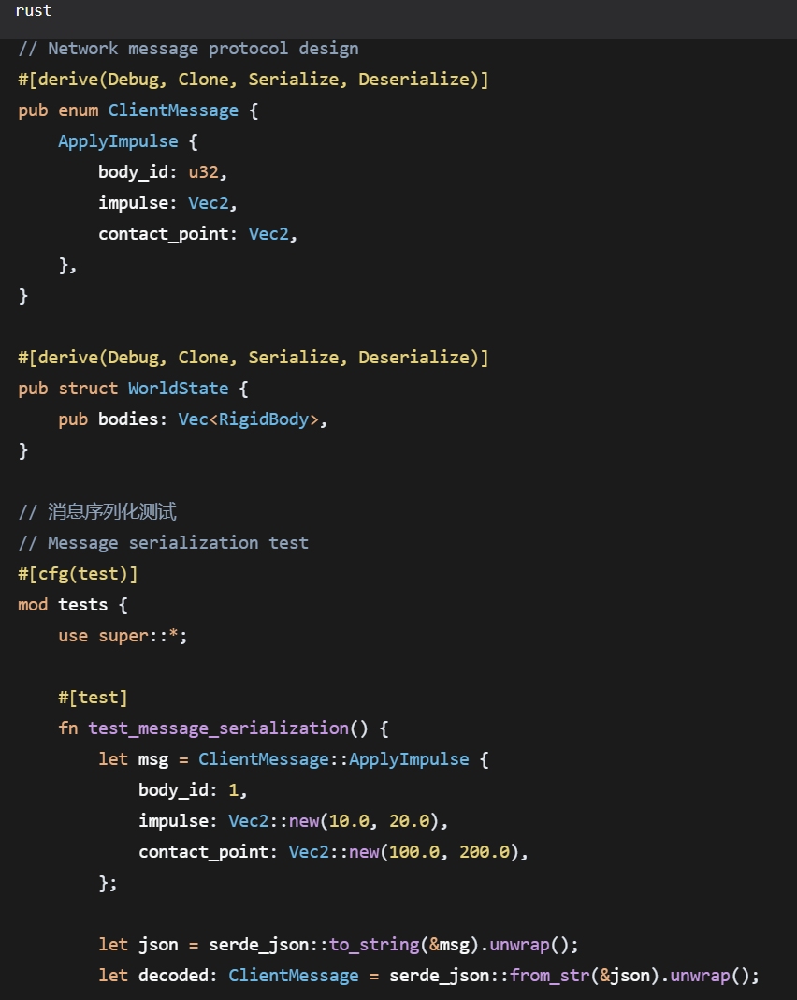 rust
// Network message protocol design
#[derive(Debug, Clone, Serialize, Deserialize)]
pub enum ClientMessage {
    ApplyImpulse {
        body_id: u32,
        impulse: Vec2,
        contact_point: Vec2,
    },
}

#[derive(Debug, Clone, Serialize, Deserialize)]
pub struct WorldState {
    pub bodies: Vec<RigidBody>,
}

// 消息序列化测试
// Message serialization test
#[cfg(test)]
mod tests {
    use super::*;

    #[test]
    fn test_message_serialization() {
        let msg = ClientMessage::ApplyImpulse {
            body_id: 1,
            impulse: Vec2::new(10.0, 20.0),
            contact_point: Vec2::new(100.0, 200.0),
        };

        let json = serde_json::to_string(&msg).unwrap();
        let decoded: ClientMessage = serde_json::from_str(&json).unwrap();